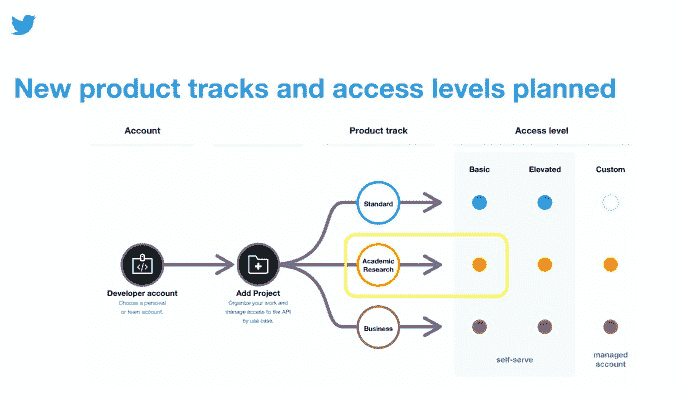 New product tracks and access levels planned
Account
Product track
Access level
Basic
Elevated
Custom
Standard
Academic
Research
Business
Developer account
Choose a personal
or team account.
Add Project
Organize your work and
manage access to the API
by use-case.
self-serve
managed
account